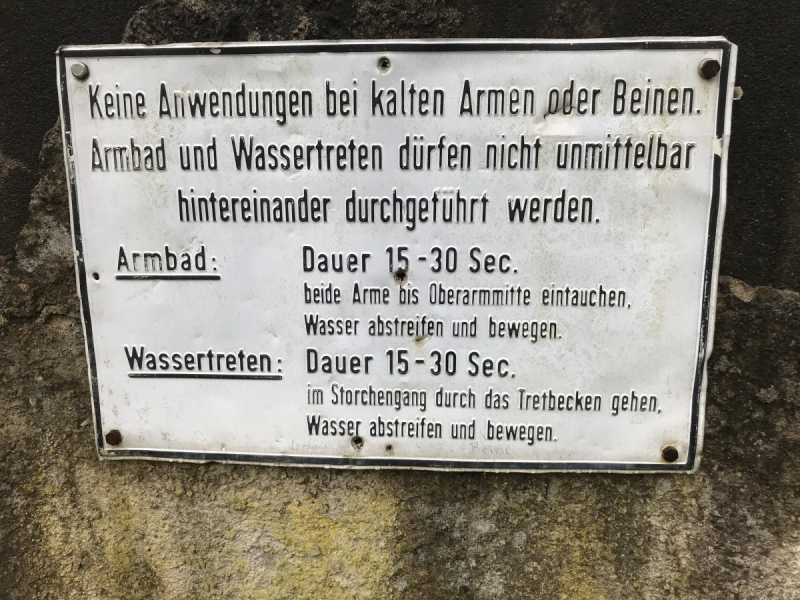 Keine Anwendungen bei kalten Armen oder Beinen.
Armbad und Wassertreten dürfen nicht unmittelbar
hintereinander durchgeführt werden.
Armbad: Dauer 15-30 Sec.
beide Arme bis Oberarmmitte eintauchen,
Wasser abstreifen und bewegen.
Wassertreten: Dauer 15-30 Sec.
im Storchengang durch das Tretbecken gehen,
Wasser abstreifen und bewegen.